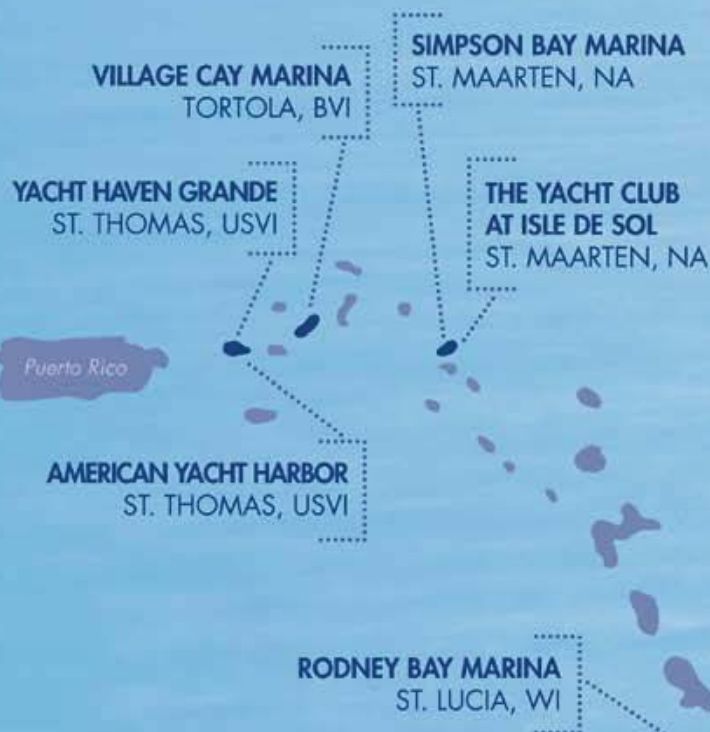 SIMPSON BAY MARINA
ST. MAARTEN, NA
VILLAGE CAY MARINA
TORTOLA, BVI
YACHT HAVEN GRANDE
ST. THOMAS, USVI
THE YACHT CLUB
AT ISLE DE SOL
ST. MAARTEN, NA
Puerto Rico
AMERICAN YACHT HARBOR
ST. THOMAS, USVI
RODNEY BAY MARINA
ST. LUCIA, WI